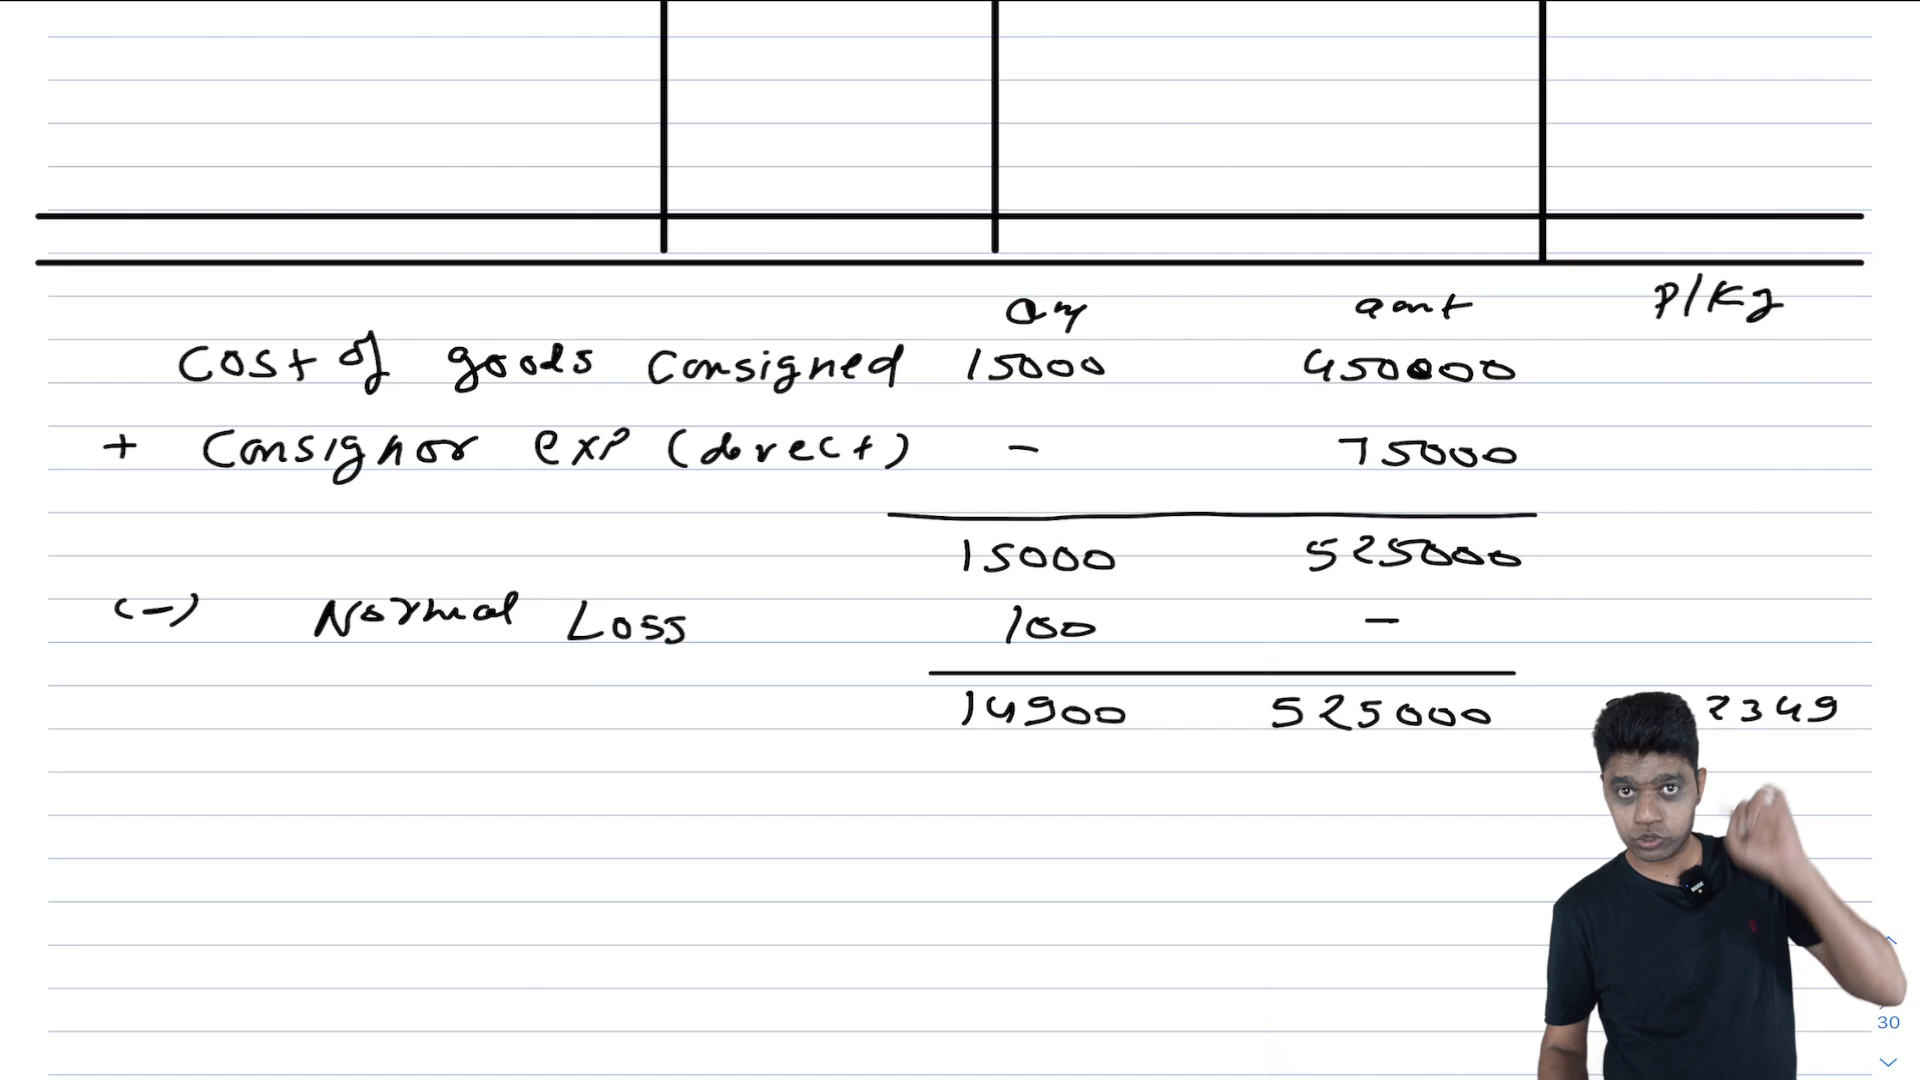 Qty amt P/Kg
Cost of goods consigned 15000 450000
+ Consignor exp (direct) - 75000
15000 525000
(-) Normal Loss 100 -
14900 525000 2349
30